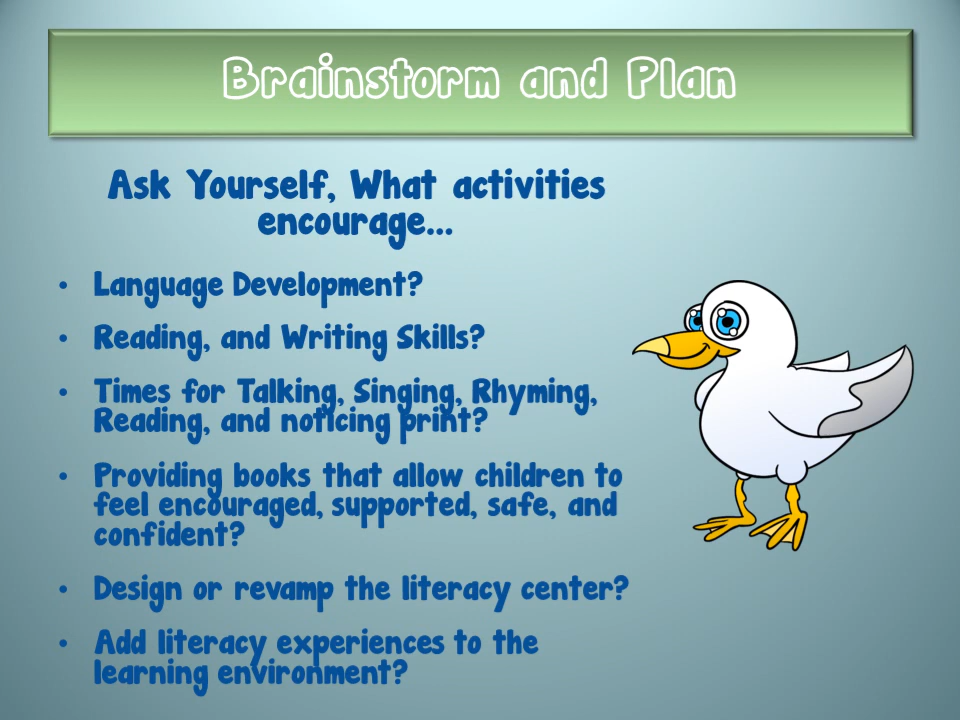 Brainstorm and Plan
Ask Yourself, What activities
encourage...
• Language Development?
• Reading, and Writing Skills?
• Times for Talking, Singing, Rhyming,
Reading, and noticing print?
• Providing books that allow children to
feel encouraged, supported, safe, and
confident?
• Design or revamp the literacy center?
• Add literacy experiences to the
learning environment?